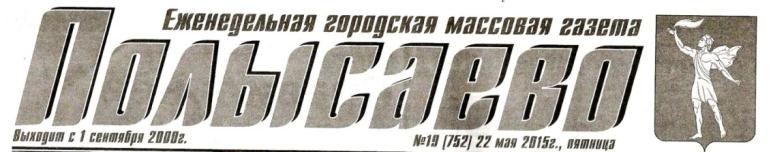 Еженедельная городская массовая газета
Полысаево
Выходит с 1 сентября 2000г.
№19 (752) 22 мая 2015г., пятница